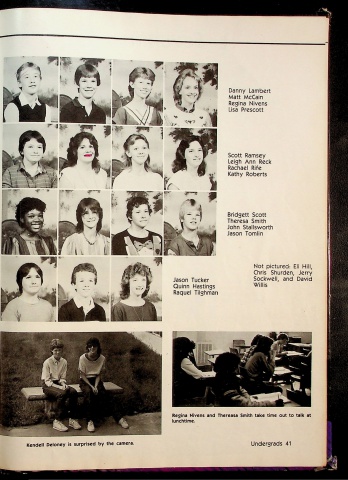 Danny Lambert
Matt McCain
Regina Nivens
Lisa Prescott
Scott Ramsey
Leigh Ann Reck
Rachael Rife
Kathy Roberts
Bridgett Scott
Theresa Smith
John Stallsworth
Jason Tomlin
Jason Tucker
Quinn Hastings
Raquel Tilghman
Not pictured: Eli Hill,
Chris Shurden, Jerry
Sockwell, and David
Willis
Kendell Deloney is surprised by the camera.
Regina Nivens and Thereasa Smith take time out to talk at
lunchtime.
Undergrads 41